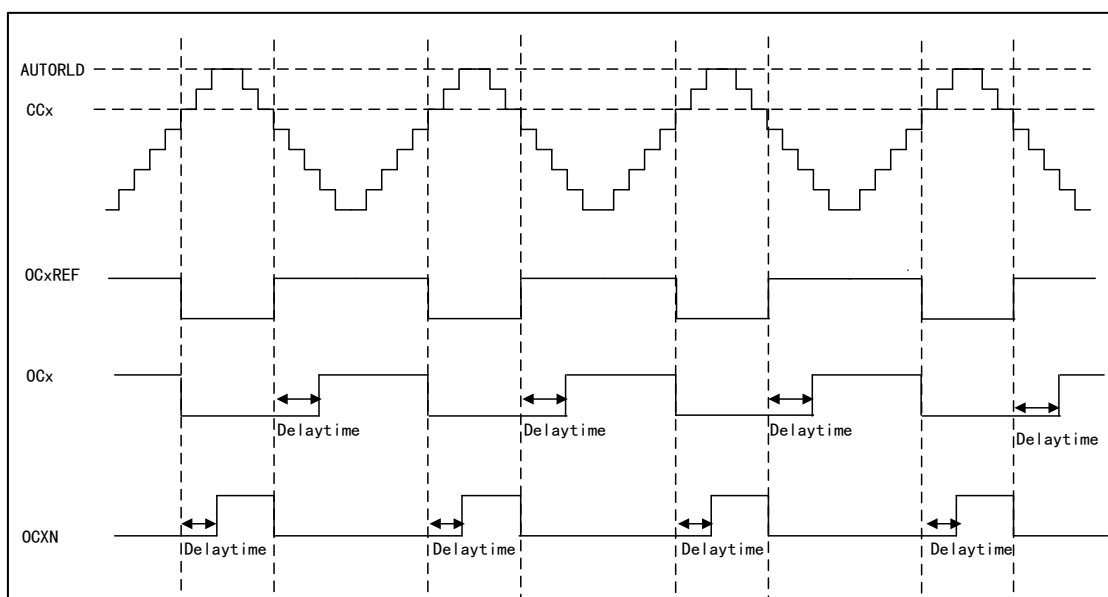 AUTORLD
CCx
OCxREF
OCx
Delaytime
Delaytime
Delaytime
Delaytime
OCXN
Delaytime
Delaytime
Delaytime
Delaytime